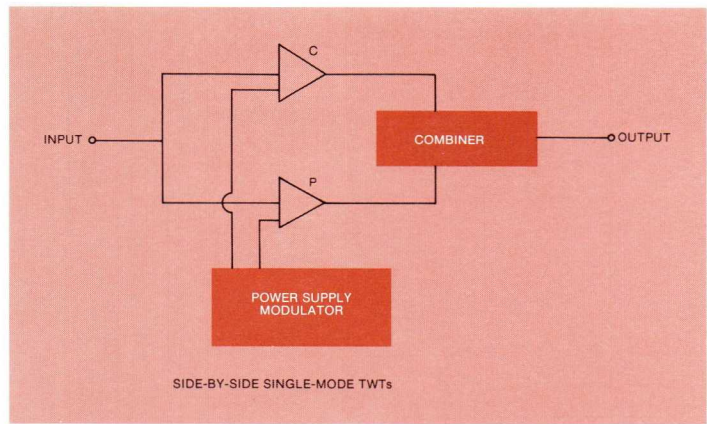 C
INPUT
COMBINER
OUTPUT
P
POWER SUPPLY
MODULATOR
SIDE-BY-SIDE SINGLE-MODE TWTs